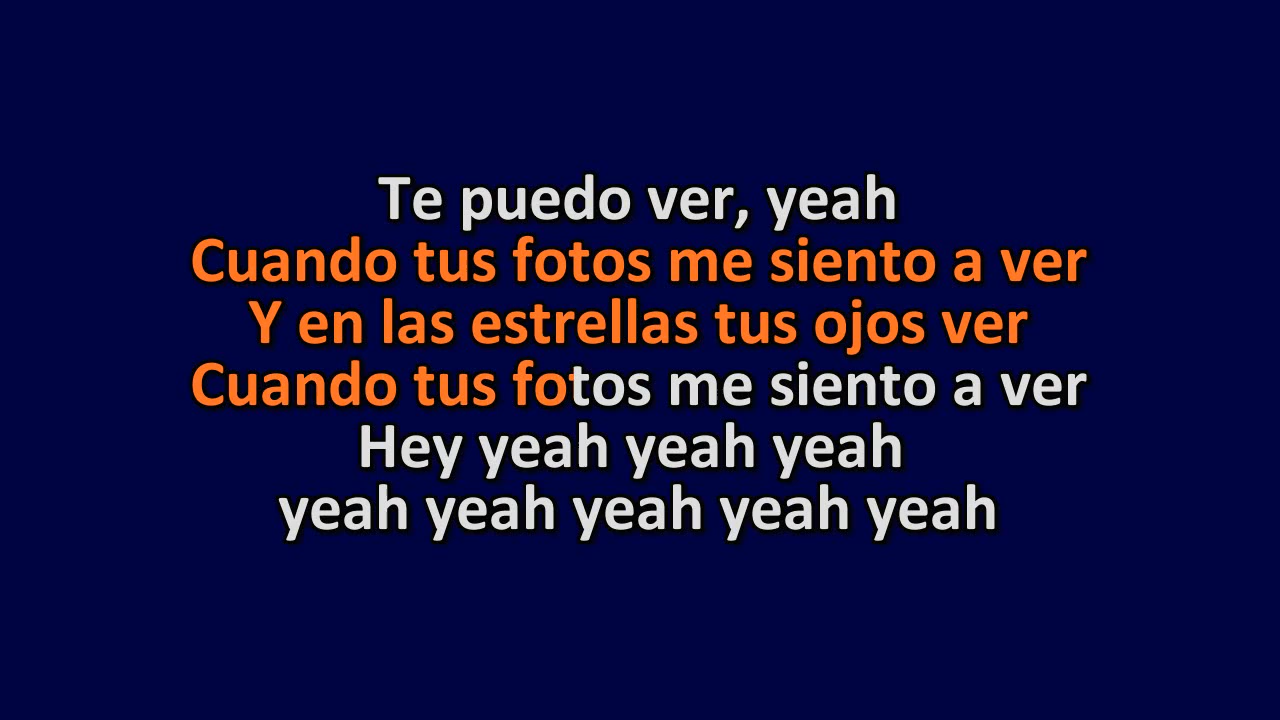 Te puedo ver, yeah
Cuando tus fotos me siento a ver
Y en las estrellas tus ojos ver
Cuando tus fotos me siento a ver
Hey yeah yeah yeah
yeah yeah yeah yeah yeah